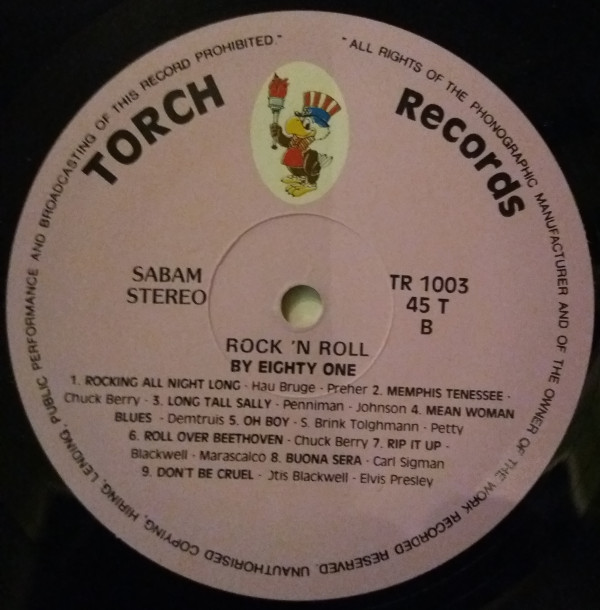 "ALL RIGHTS OF THE PHONOGRAPHIC MANUFACTURER AND OF THE OWNER OF THE WORK RECORDED RESERVED. UNAUTHORISED COPYING, HIRING, LENDING, PUBLIC PERFORMANCE AND BROADCASTING OF THIS RECORD PROHIBITED."
TORCH Records
SABAM
STEREO
TR 1003
45 T
B
ROCK 'N ROLL
BY EIGHTY ONE
1. ROCKING ALL NIGHT LONG - Hau Bruge - Preher 2. MEMPHIS TENESSEE -
Chuck Berry - 3. LONG TALL SALLY - Penniman - Johnson 4. MEAN WOMAN
BLUES - Demtruis 5. OH BOY - S. Brink Tolghmann - Petty
6. ROLL OVER BEETHOVEN - Chuck Berry 7. RIP IT UP -
Blackwell - Marascalco 8. BUONA SERA - Carl Sigman
9. DON'T BE CRUEL - Jtis Blackwell - Elvis Presley